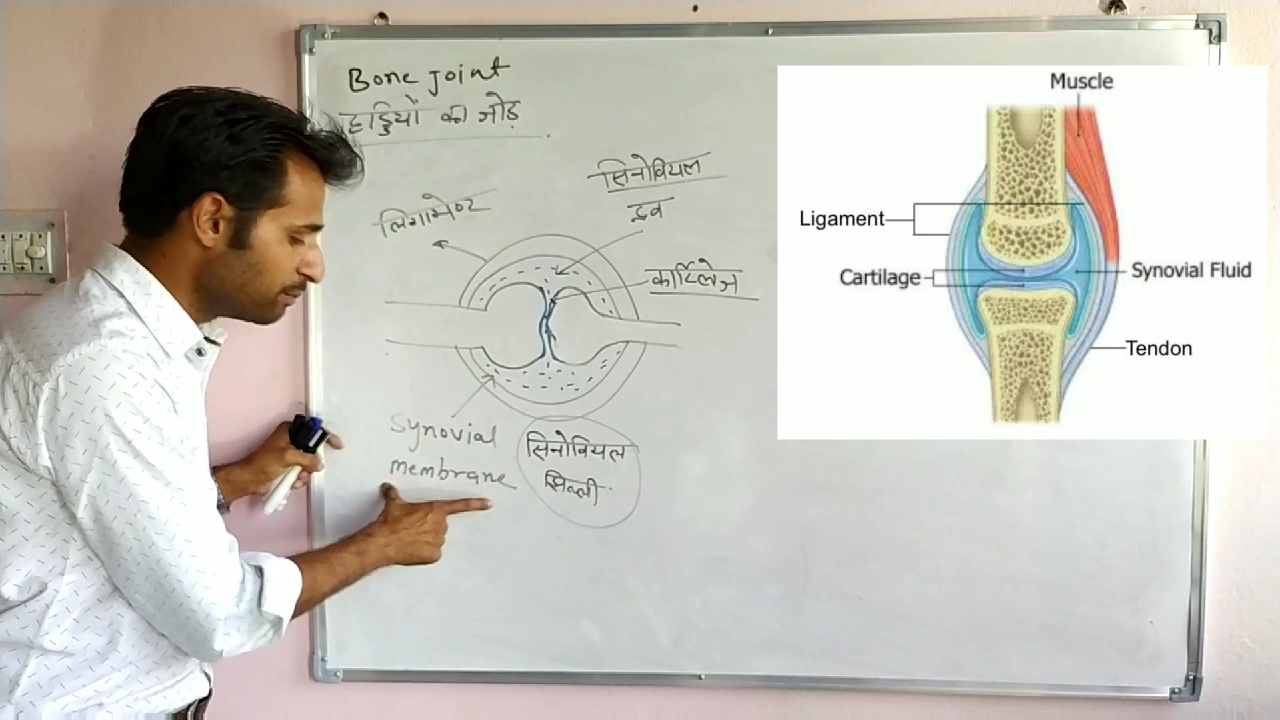 Bone joint
हड्डियों का जोड़
सिनोवियल
द्रव
लिगामेण्ट
कार्टिलेज
Synovial
membrane
सिनोवियल
झिल्ली
Muscle
Ligament
Cartilage
Synovial Fluid
Tendon